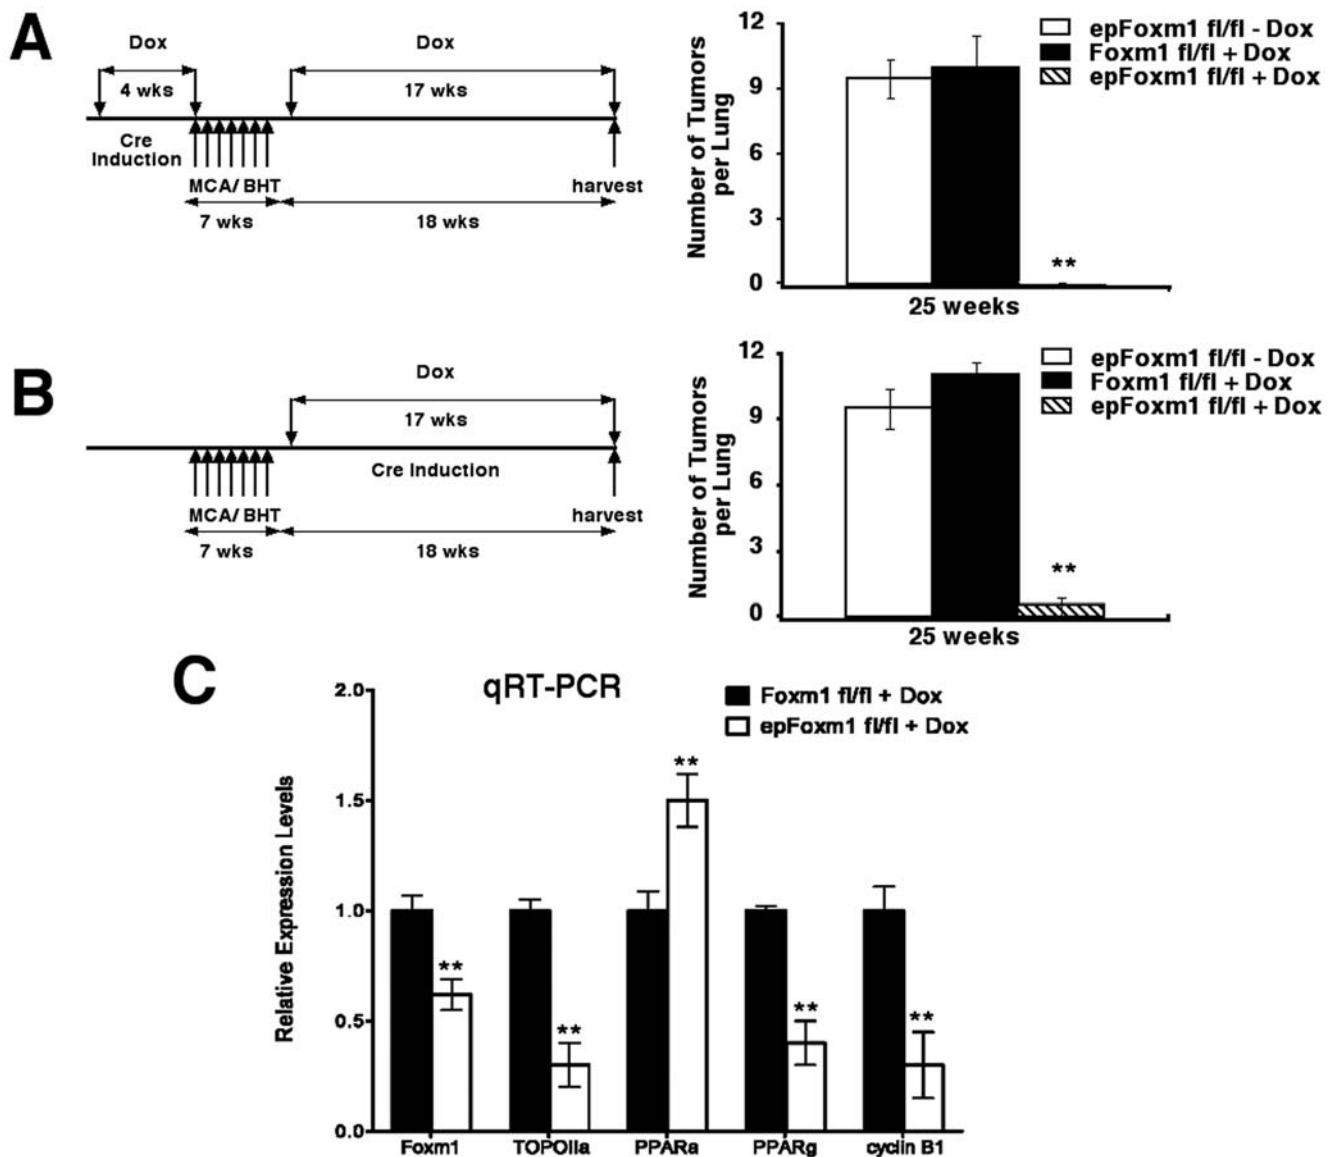 A
Dox
Dox
4 wks
17 wks
Cre
Induction
MCA/ BHT
harvest
7 wks
18 wks
Number of Tumors
per Lung
12
9
6
3
0
**
25 weeks
epFoxm1 fl/fl - Dox
Foxm1 fl/fl + Dox
epFoxm1 fl/fl + Dox
B
Dox
17 wks
Cre Induction
MCA/ BHT
harvest
7 wks
18 wks
Number of Tumors
per Lung
12
9
6
3
0
**
25 weeks
epFoxm1 fl/fl - Dox
Foxm1 fl/fl + Dox
epFoxm1 fl/fl + Dox
C
qRT-PCR
Foxm1 fl/fl + Dox
epFoxm1 fl/fl + Dox
Relative Expression Levels
2.0
1.5
1.0
0.5
0.0
**
**
**
**
**
Foxm1
TOPOIIa
PPARa
PPARg
cyclin B1